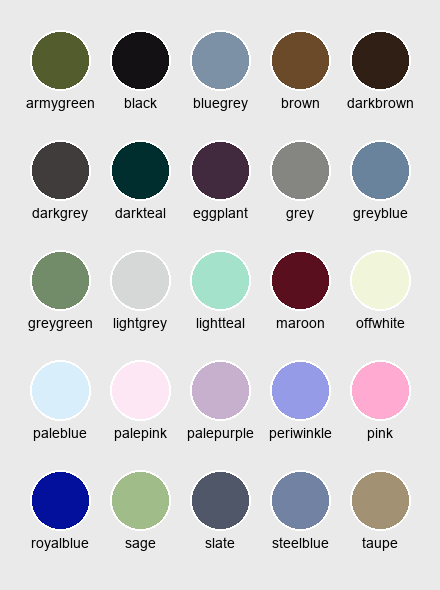 armygreen black bluegrey brown darkbrown
darkgrey darkteal eggplant grey greyblue
greygreen lightgrey lightteal maroon offwhite
paleblue palepink palepurple periwinkle pink
royalblue sage slate steelblue taupe